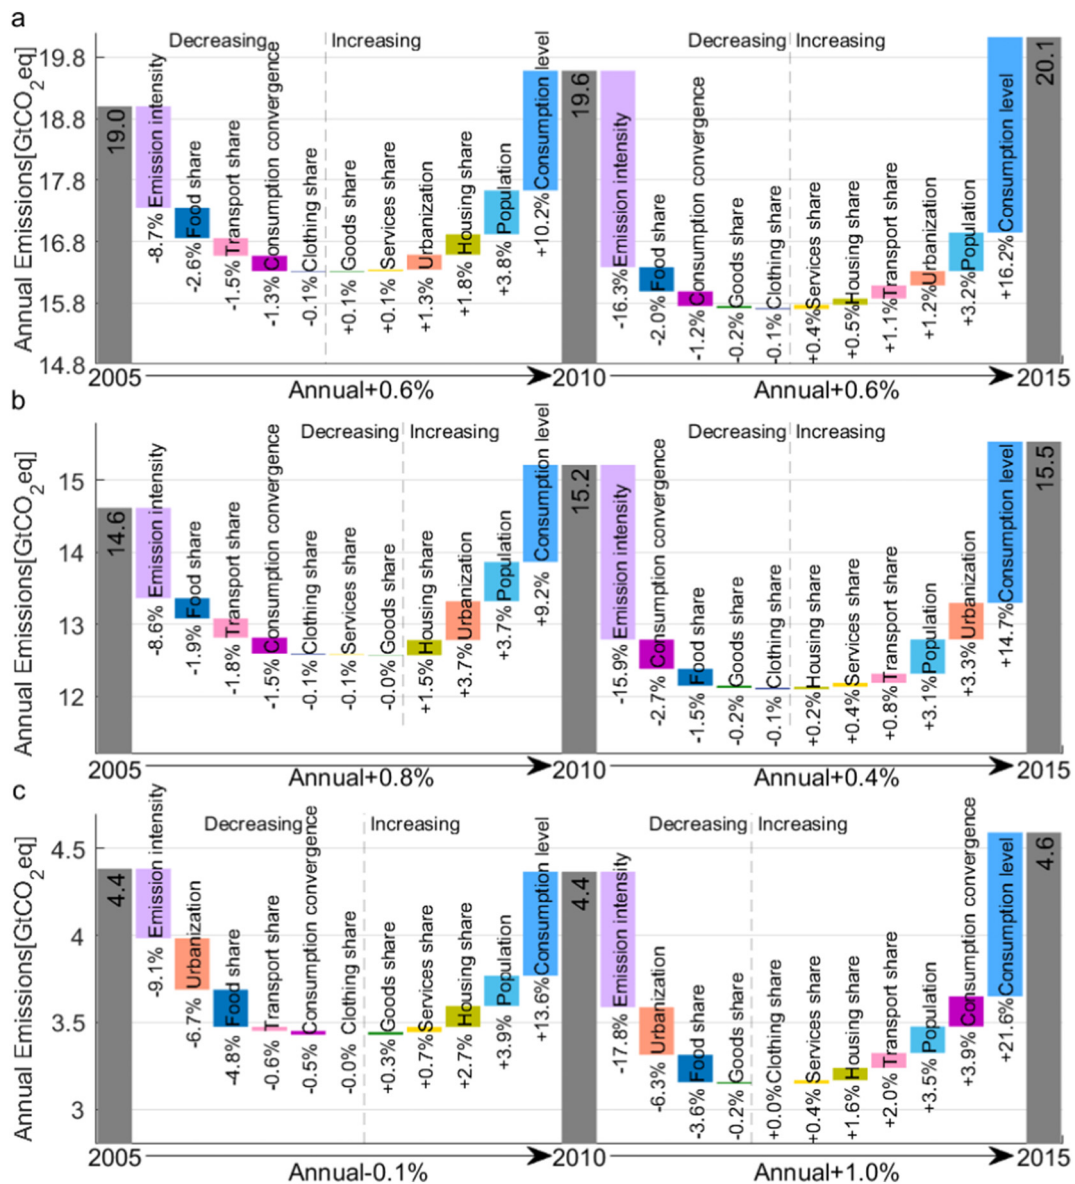 a
Annual Emissions[GtCO2eq]
19.8
18.8
17.8
16.8
15.8
14.8
Decreasing
Increasing
Decreasing
Increasing
19.0
-8.7% Emission intensity
-2.6% Food share
-1.5% Transport share
-1.3% Consumption convergence
-0.1% Clothing share
+0.1% Goods share
+0.1% Services share
+1.3% Urbanization
+1.8% Housing share
+3.8% Population
+10.2% Consumption level
19.6
-16.3% Emission intensity
-2.0% Food share
-1.2% Consumption convergence
-0.2% Goods share
-0.1% Clothing share
+0.4% Services share
+0.5% Housing share
+1.1% Transport share
+1.2% Urbanization
+3.2% Population
+16.2% Consumption level
20.1
2005
Annual+0.6%
2010
Annual+0.6%
2015
b
Annual Emissions[GtCO2eq]
15
14
13
12
Decreasing
Increasing
Decreasing
Increasing
14.6
-8.6% Emission intensity
-1.9% Food share
-1.8% Transport share
-1.5% Consumption convergence
-0.1% Clothing share
-0.1% Services share
-0.0% Goods share
+1.5% Housing share
+3.7% Urbanization
+3.7% Population
+9.2% Consumption level
15.2
-15.9% Emission intensity
-2.7% Consumption convergence
-1.5% Food share
-0.2% Goods share
-0.1% Clothing share
+0.2% Housing share
+0.4% Services share
+0.8% Transport share
+3.1% Population
+3.3% Urbanization
+14.7% Consumption level
15.5
2005
Annual+0.8%
2010
Annual+0.4%
2015
c
Annual Emissions[GtCO2eq]
4.5
4
3.5
3
Decreasing
Increasing
Decreasing
Increasing
4.4
-9.1% Emission intensity
-6.7% Urbanization
-4.8% Food share
-0.6% Transport share
-0.5% Consumption convergence
-0.0% Clothing share
+0.3% Goods share
+0.7% Services share
+2.7% Housing share
+3.9% Population
+13.6% Consumption level
4.4
-17.8% Emission intensity
-6.3% Urbanization
-3.6% Food share
-0.2% Goods share
+0.0% Clothing share
+0.4% Services share
+1.6% Housing share
+2.0% Transport share
+3.5% Population
+3.9% Consumption convergence
+21.6% Consumption level
4.6
2005
Annual-0.1%
2010
Annual+1.0%
2015